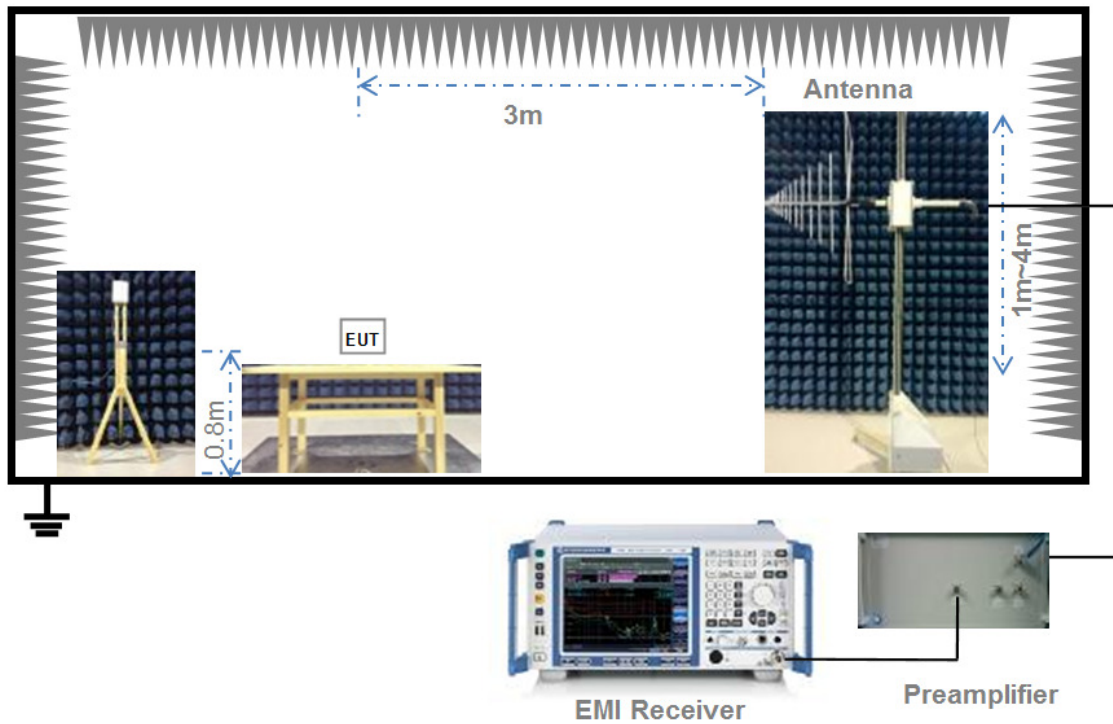 Antenna
3m
1m~4m
EUT
0.8m
EMI Receiver
Preamplifier